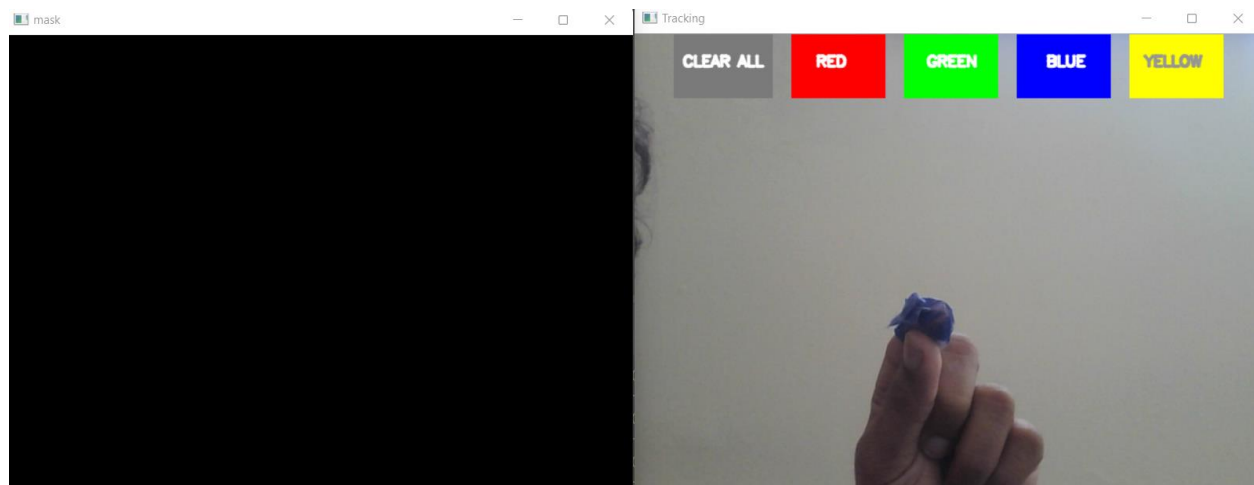 mask
Tracking
CLEAR ALL
RED
GREEN
BLUE
YELLOW